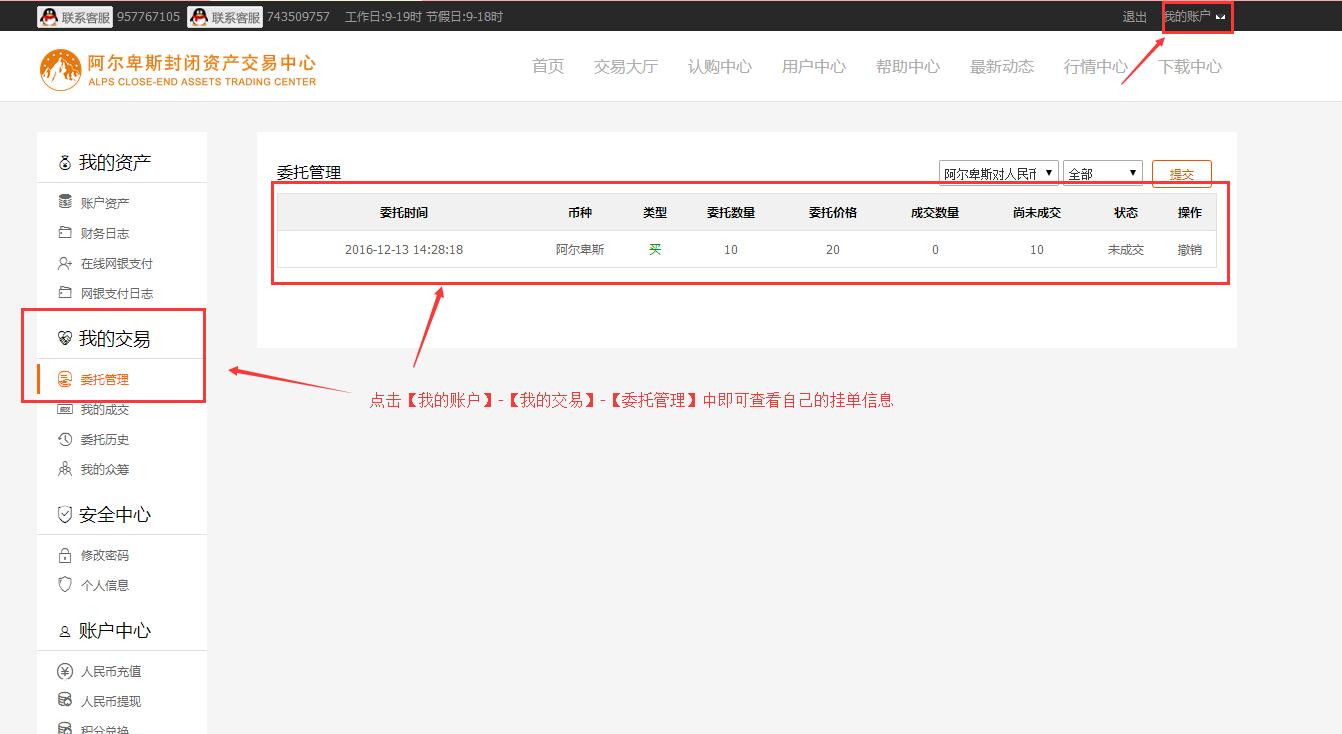 联系客服 957767105 联系客服 743509757 工作日:9-19时 节假日:9-18时 退出 我的账户
阿尔卑斯封闭资产交易中心
ALPS CLOSE-END ASSETS TRADING CENTER
首页 交易大厅 认购中心 用户中心 帮助中心 最新动态 行情中心 下载中心
我的资产
账户资产
财务日志
在线网银支付
网银支付日志
我的交易
委托管理
我的成交
委托历史
我的众筹
安全中心
修改密码
个人信息
账户中心
人民币充值
人民币提现
积分兑换
委托管理 阿尔卑斯对人民币 全部 提交
委托时间 币种 类型 委托数量 委托价格 成交数量 尚未成交 状态 操作
2016-12-13 14:28:18 阿尔卑斯 买 10 20 0 10 未成交 撤销
点击【我的账户】-【我的交易】-【委托管理】中即可查看自己的挂单信息